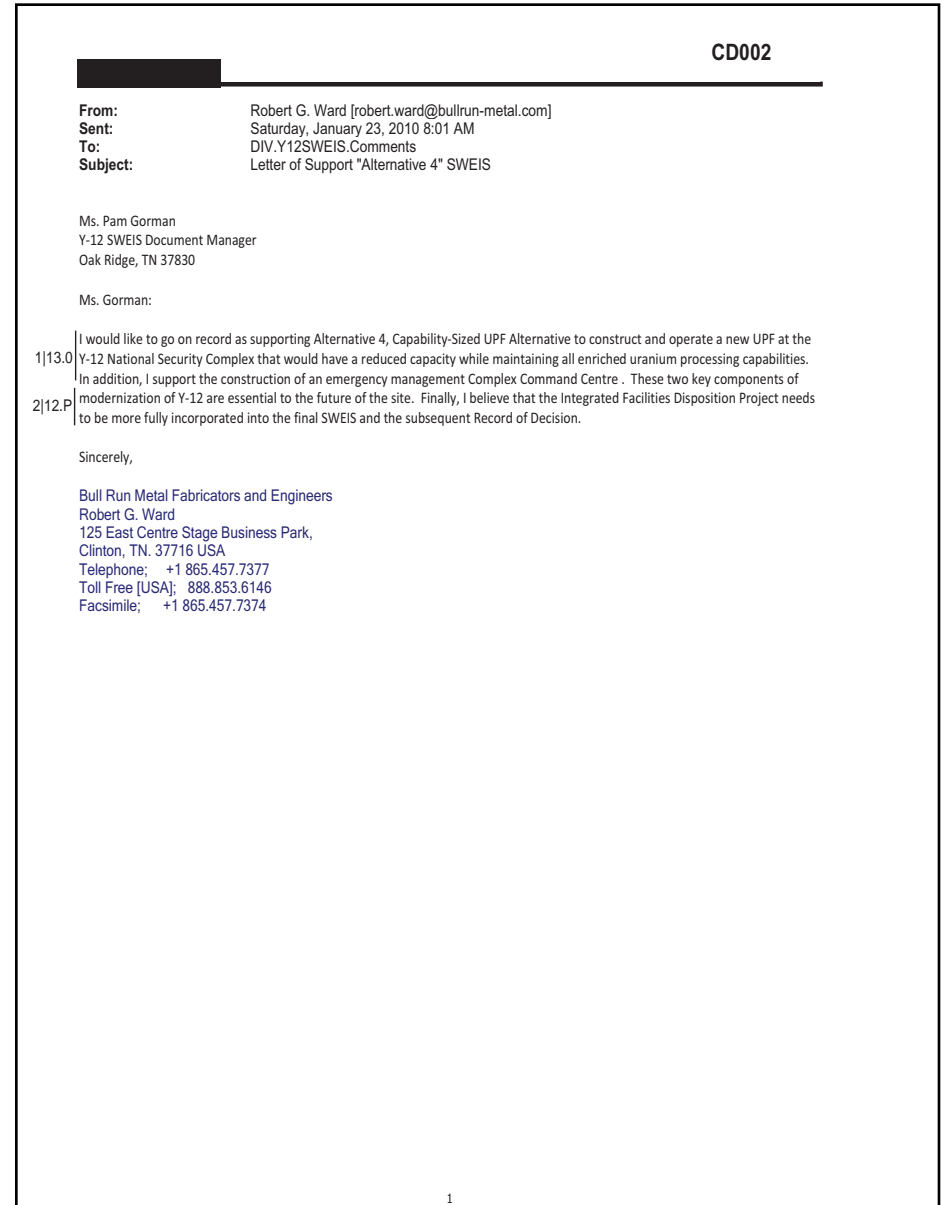 CD002
From: Robert G. Ward [robert.ward@bullrun-metal.com]
Sent: Saturday, January 23, 2010 8:01 AM
To: DIV.Y12SWEIS.Comments
Subject: Letter of Support "Alternative 4" SWEIS
Ms. Pam Gorman
Y-12 SWEIS Document Manager
Oak Ridge, TN 37830
Ms. Gorman:
I would like to go on record as supporting Alternative 4, Capability-Sized UPF Alternative to construct and operate a new UPF at the
1|13.0 Y-12 National Security Complex that would have a reduced capacity while maintaining all enriched uranium processing capabilities.
In addition, I support the construction of an emergency management Complex Command Centre . These two key components of
2|12.P modernization of Y-12 are essential to the future of the site. Finally, I believe that the Integrated Facilities Disposition Project needs
to be more fully incorporated into the final SWEIS and the subsequent Record of Decision.
Sincerely,
Bull Run Metal Fabricators and Engineers
Robert G. Ward
125 East Centre Stage Business Park,
Clinton, TN. 37716 USA
Telephone; +1 865.457.7377
Toll Free [USA]; 888.853.6146
Facsimile; +1 865.457.7374
1